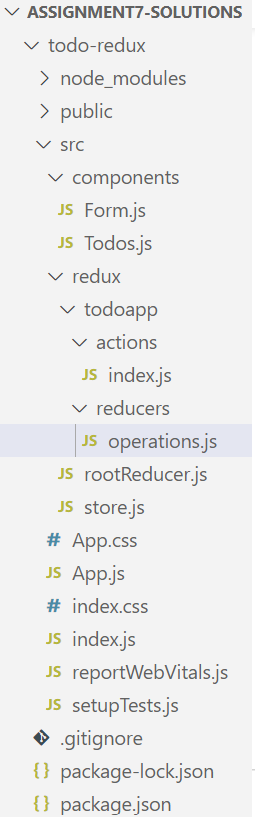 ASSIGNMENT7-SOLUTIONS
todo-redux
node_modules
public
src
components
JS Form.js
JS Todos.js
redux
todoapp
actions
JS index.js
reducers
JS operations.js
JS rootReducer.js
JS store.js
# App.css
JS App.js
# index.css
JS index.js
JS reportWebVitals.js
JS setupTests.js
.gitignore
{} package-lock.json
{} package.json